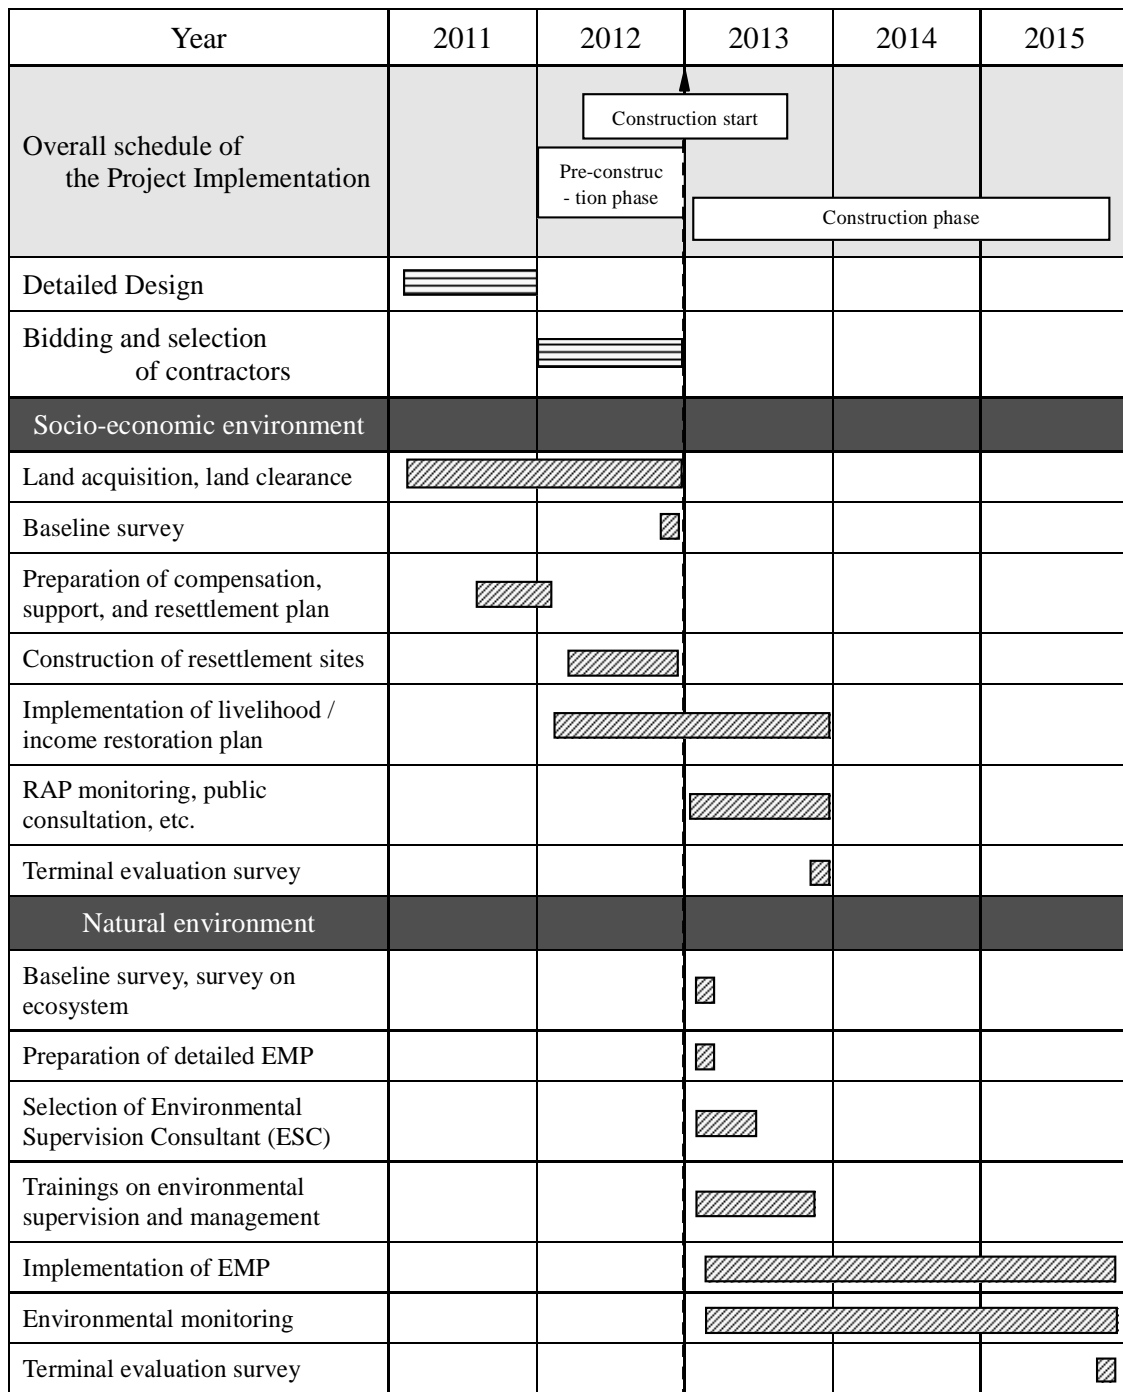 Year 2011 2012 2013 2014 2015
Construction start
Overall schedule of
the Project Implementation
Pre-construc
- tion phase
Construction phase
Detailed Design
Bidding and selection
of contractors
Socio-economic environment
Land acquisition, land clearance
Baseline survey
Preparation of compensation,
support, and resettlement plan
Construction of resettlement sites
Implementation of livelihood /
income restoration plan
RAP monitoring, public
consultation, etc.
Terminal evaluation survey
Natural environment
Baseline survey, survey on
ecosystem
Preparation of detailed EMP
Selection of Environmental
Supervision Consultant (ESC)
Trainings on environmental
supervision and management
Implementation of EMP
Environmental monitoring
Terminal evaluation survey